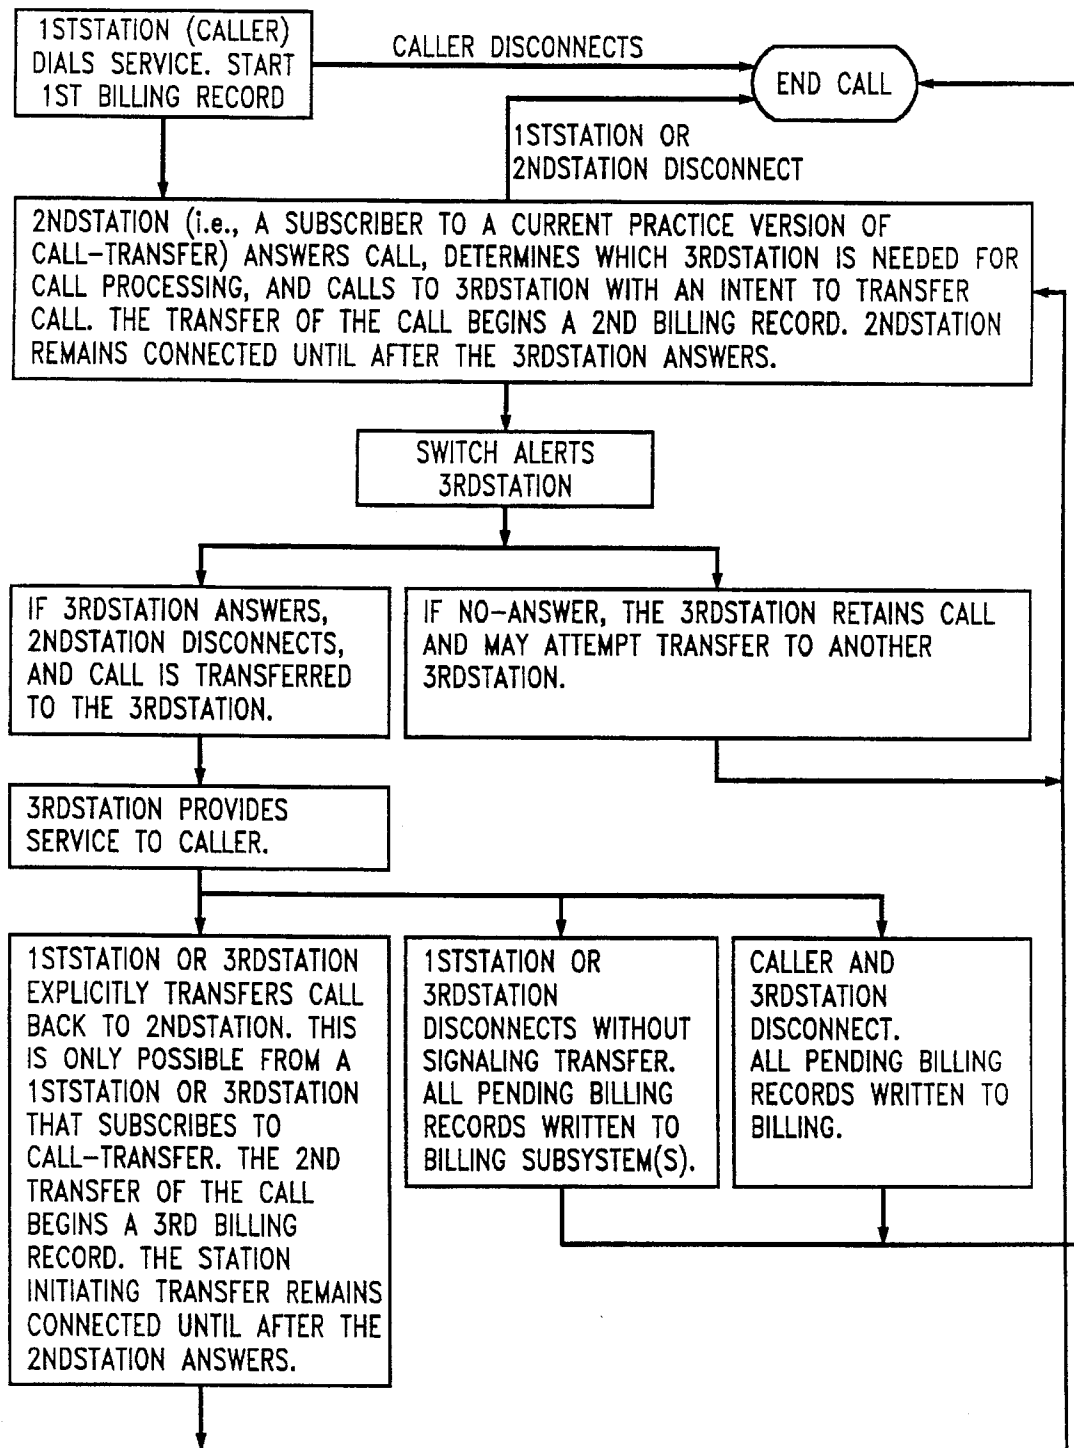 1STSTATION (CALLER)
DIALS SERVICE. START
1ST BILLING RECORD
CALLER DISCONNECTS
END CALL
1STSTATION OR
2NDSTATION DISCONNECT
2NDSTATION (i.e., A SUBSCRIBER TO A CURRENT PRACTICE VERSION OF
CALL-TRANSFER) ANSWERS CALL, DETERMINES WHICH 3RDSTATION IS NEEDED FOR
CALL PROCESSING, AND CALLS TO 3RDSTATION WITH AN INTENT TO TRANSFER
CALL. THE TRANSFER OF THE CALL BEGINS A 2ND BILLING RECORD. 2NDSTATION
REMAINS CONNECTED UNTIL AFTER THE 3RDSTATION ANSWERS.
SWITCH ALERTS
3RDSTATION
IF 3RDSTATION ANSWERS,
2NDSTATION DISCONNECTS,
AND CALL IS TRANSFERRED
TO THE 3RDSTATION.
IF NO-ANSWER, THE 3RDSTATION RETAINS CALL
AND MAY ATTEMPT TRANSFER TO ANOTHER
3RDSTATION.
3RDSTATION PROVIDES
SERVICE TO CALLER.
1STSTATION OR 3RDSTATION
EXPLICITLY TRANSFERS CALL
BACK TO 2NDSTATION. THIS
IS ONLY POSSIBLE FROM A
1STSTATION OR 3RDSTATION
THAT SUBSCRIBES TO
CALL-TRANSFER. THE 2ND
TRANSFER OF THE CALL
BEGINS A 3RD BILLING
RECORD. THE STATION
INITIATING TRANSFER REMAINS
CONNECTED UNTIL AFTER THE
2NDSTATION ANSWERS.
1STSTATION OR
3RDSTATION
DISCONNECTS WITHOUT
SIGNALING TRANSFER.
ALL PENDING BILLING
RECORDS WRITTEN TO
BILLING SUBSYSTEM(S).
CALLER AND
3RDSTATION
DISCONNECT.
ALL PENDING BILLING
RECORDS WRITTEN TO
BILLING.